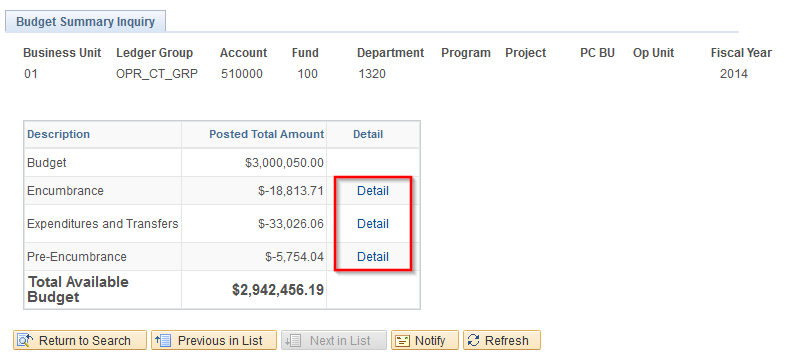 Budget Summary Inquiry
Business Unit Ledger Group Account Fund Department Program Project PC BU Op Unit Fiscal Year
01 OPR_CT_GRP 510000 100 1320 2014
Description Posted Total Amount Detail
Budget $3,000,050.00
Encumbrance $-18,813.71 Detail
Expenditures and Transfers $-33,026.06 Detail
Pre-Encumbrance $-5,754.04 Detail
Total Available
Budget $2,942,456.19
Return to Search Previous in List Next in List Notify Refresh